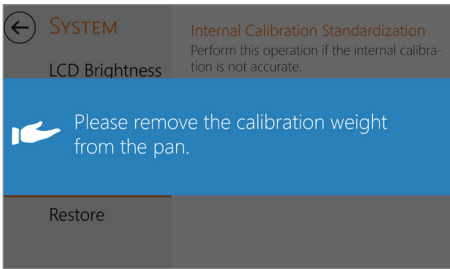 SYSTEM
Internal Calibration Standardization
Perform this operation if the internal calibra-
tion is not accurate.
LCD Brightness
Please remove the calibration weight
from the pan.
Restore